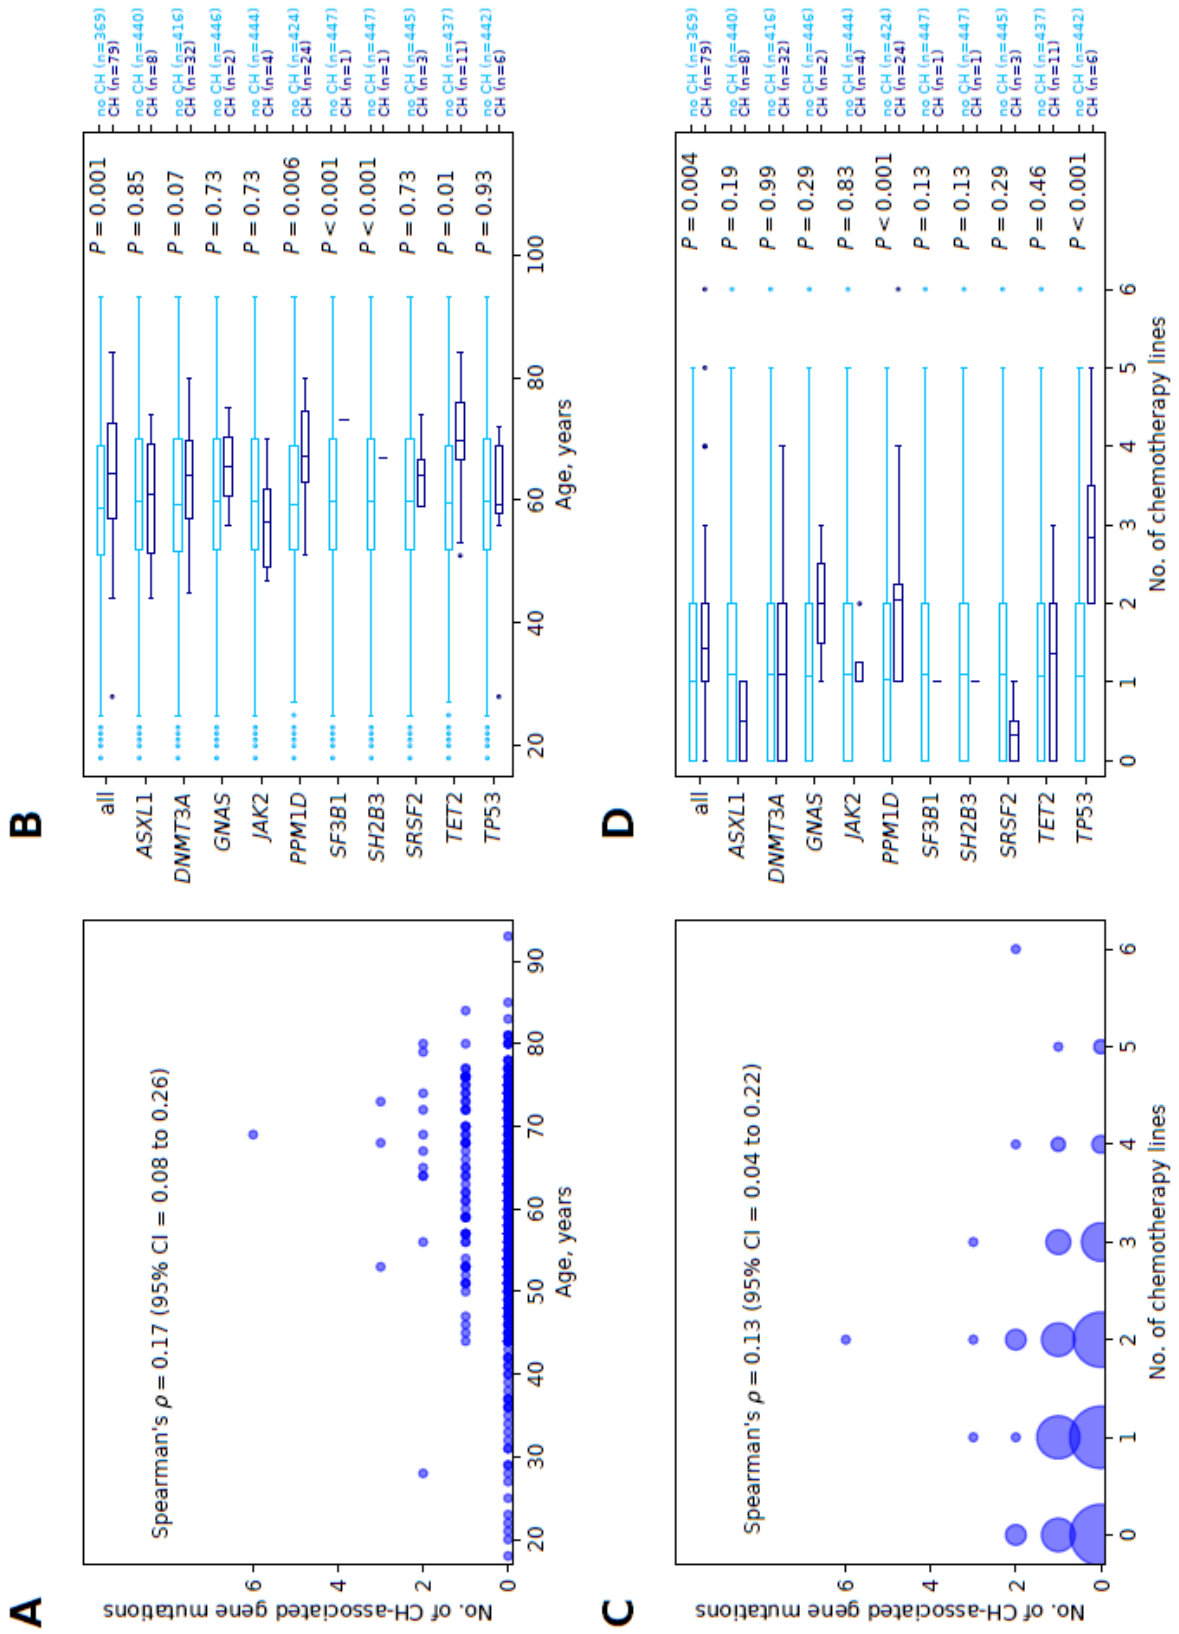 A
Spearman's ρ = 0.17 (95% CI = 0.08 to 0.26)
No. of CH-associated gene mutations
0
2
4
6
20
30
40
50
60
70
80
90
Age, years
B
all
ASXL1
DNMT3A
GNAS
JAK2
PPM1D
SF3B1
SH2B3
SRSF2
TET2
TP53
P = 0.001
P = 0.85
P = 0.07
P = 0.73
P = 0.73
P = 0.006
P < 0.001
P < 0.001
P = 0.73
P = 0.01
P = 0.93
no CH (n=369)
CH (n=79)
no CH (n=440)
CH (n=8)
no CH (n=416)
CH (n=32)
no CH (n=446)
CH (n=2)
no CH (n=444)
CH (n=4)
no CH (n=424)
CH (n=24)
no CH (n=447)
CH (n=1)
no CH (n=447)
CH (n=1)
no CH (n=445)
CH (n=3)
no CH (n=437)
CH (n=11)
no CH (n=442)
CH (n=6)
20
40
60
80
100
Age, years
C
Spearman's ρ = 0.13 (95% CI = 0.04 to 0.22)
No. of CH-associated gene mutations
0
2
4
6
0
1
2
3
4
5
6
No. of chemotherapy lines
D
all
ASXL1
DNMT3A
GNAS
JAK2
PPM1D
SF3B1
SH2B3
SRSF2
TET2
TP53
P = 0.004
P = 0.19
P = 0.99
P = 0.29
P = 0.83
P < 0.001
P = 0.13
P = 0.13
P = 0.29
P = 0.46
P < 0.001
no CH (n=369)
CH (n=79)
no CH (n=440)
CH (n=8)
no CH (n=416)
CH (n=32)
no CH (n=446)
CH (n=2)
no CH (n=444)
CH (n=4)
no CH (n=424)
CH (n=24)
no CH (n=447)
CH (n=1)
no CH (n=447)
CH (n=1)
no CH (n=445)
CH (n=3)
no CH (n=437)
CH (n=11)
no CH (n=442)
CH (n=6)
0
1
2
3
4
5
6
No. of chemotherapy lines